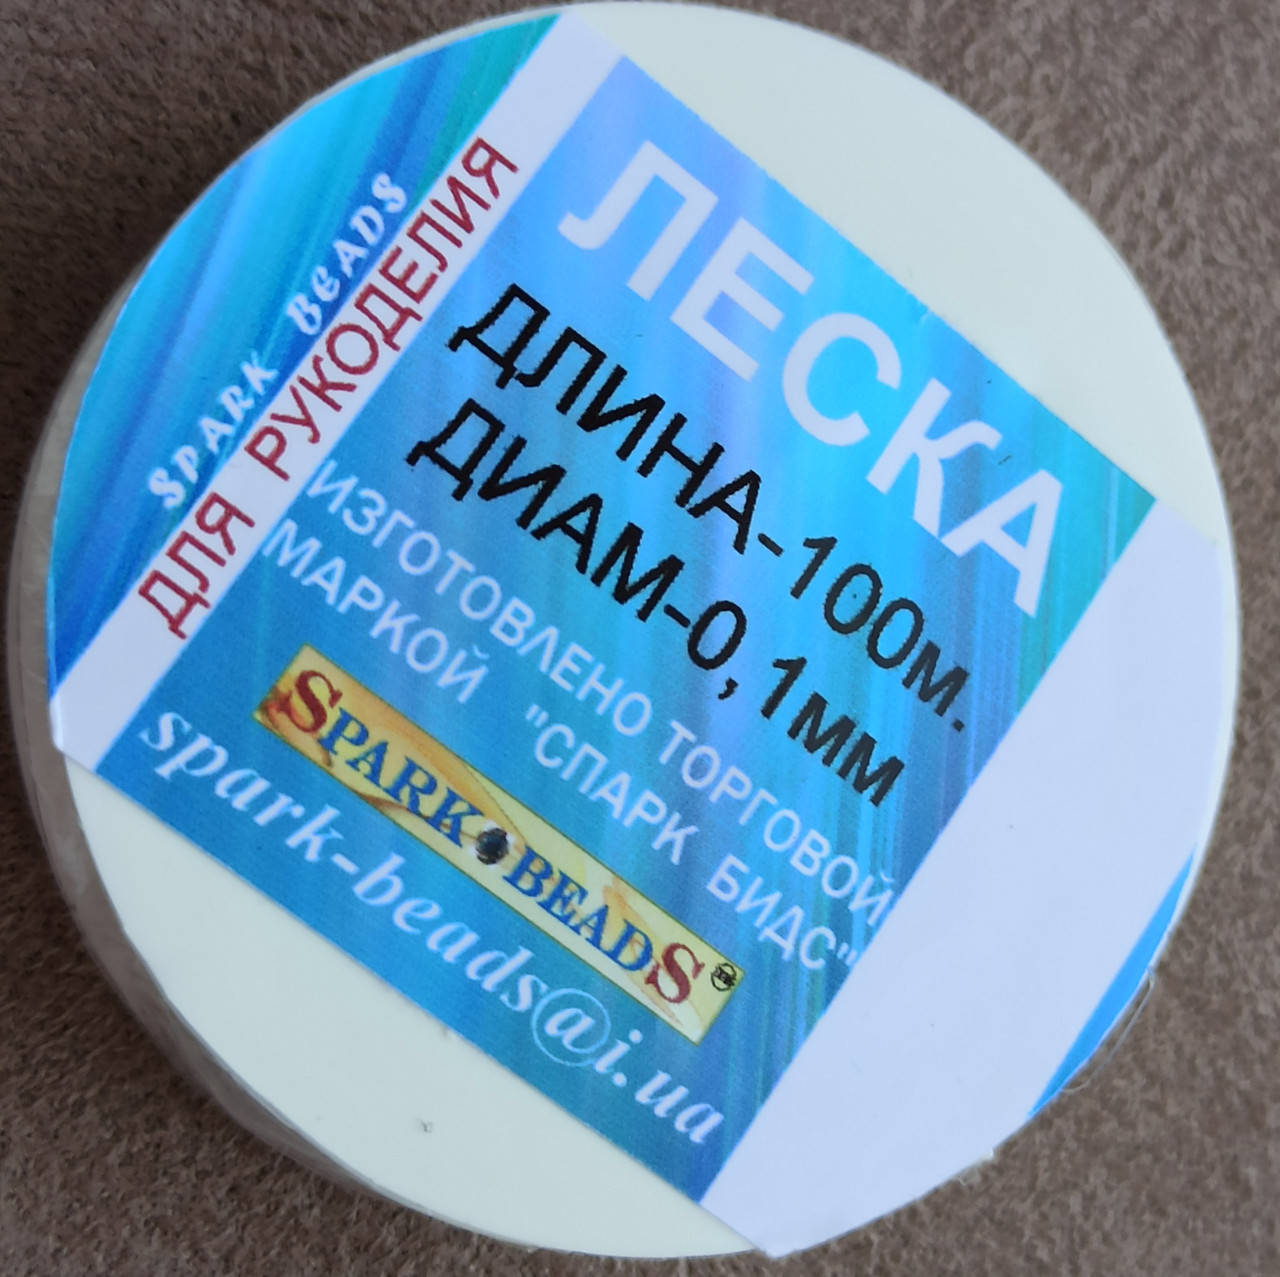 SPARK BEADS
ДЛЯ РУКОДЕЛИЯ
ЛЕСКА
ДЛИНА-100м.
ДИАМ-0,1мм
ИЗГОТОВЛЕНО ТОРГОВОЙ
МАРКОЙ "СПАРК БИДС"
SPARK BEADS
spark-beads@i.ua